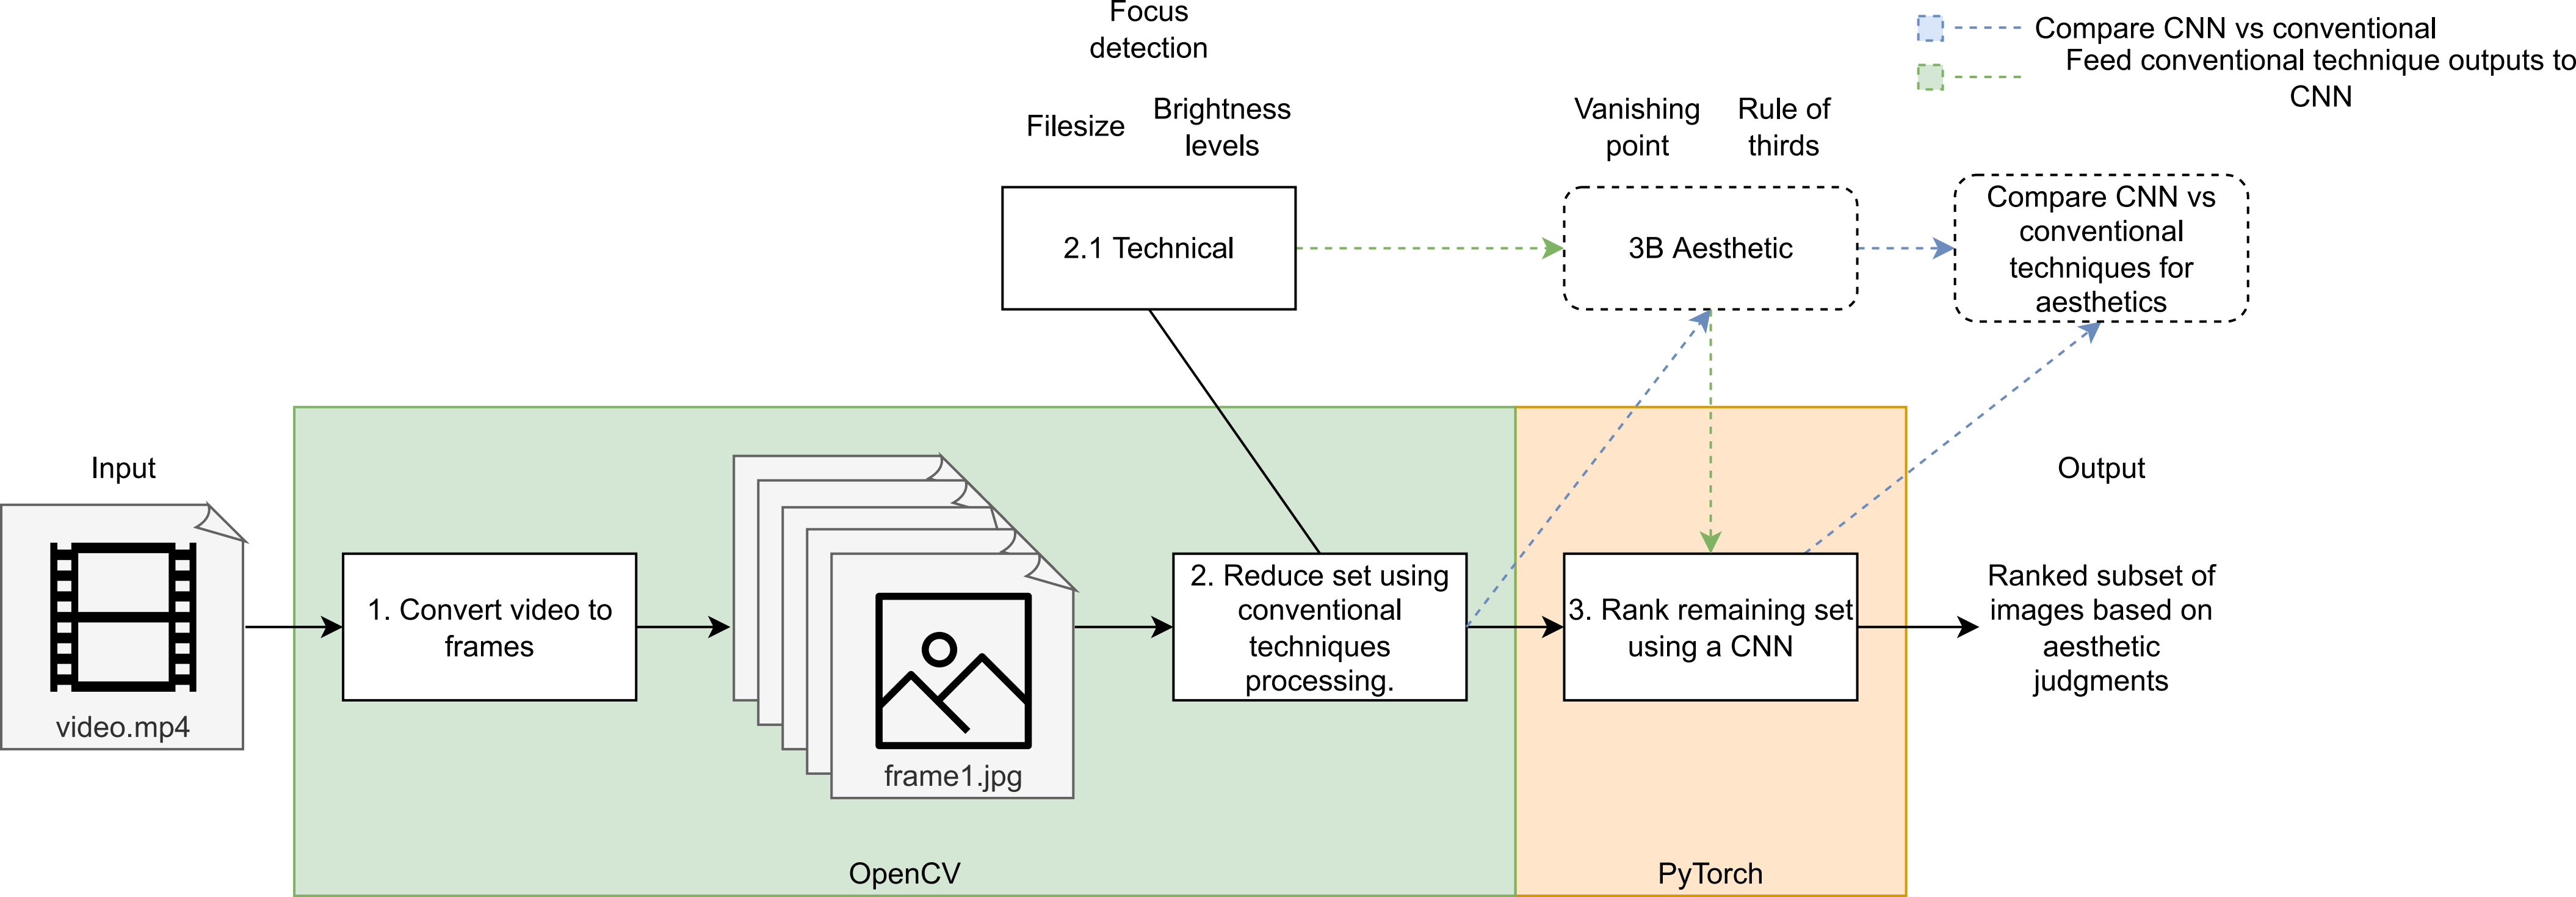 Focus
detection
Compare CNN vs conventional
Feed conventional technique outputs to
CNN
Filesize
Brightness
levels
Vanishing
point
Rule of
thirds
2.1 Technical
3B Aesthetic
Compare CNN vs
conventional
techniques for
aesthetics
Input
video.mp4
1. Convert video to
frames
frame1.jpg
2. Reduce set using
conventional
techniques
processing.
3. Rank remaining set
using a CNN
Output
Ranked subset of
images based on
aesthetic
judgments
OpenCV
PyTorch